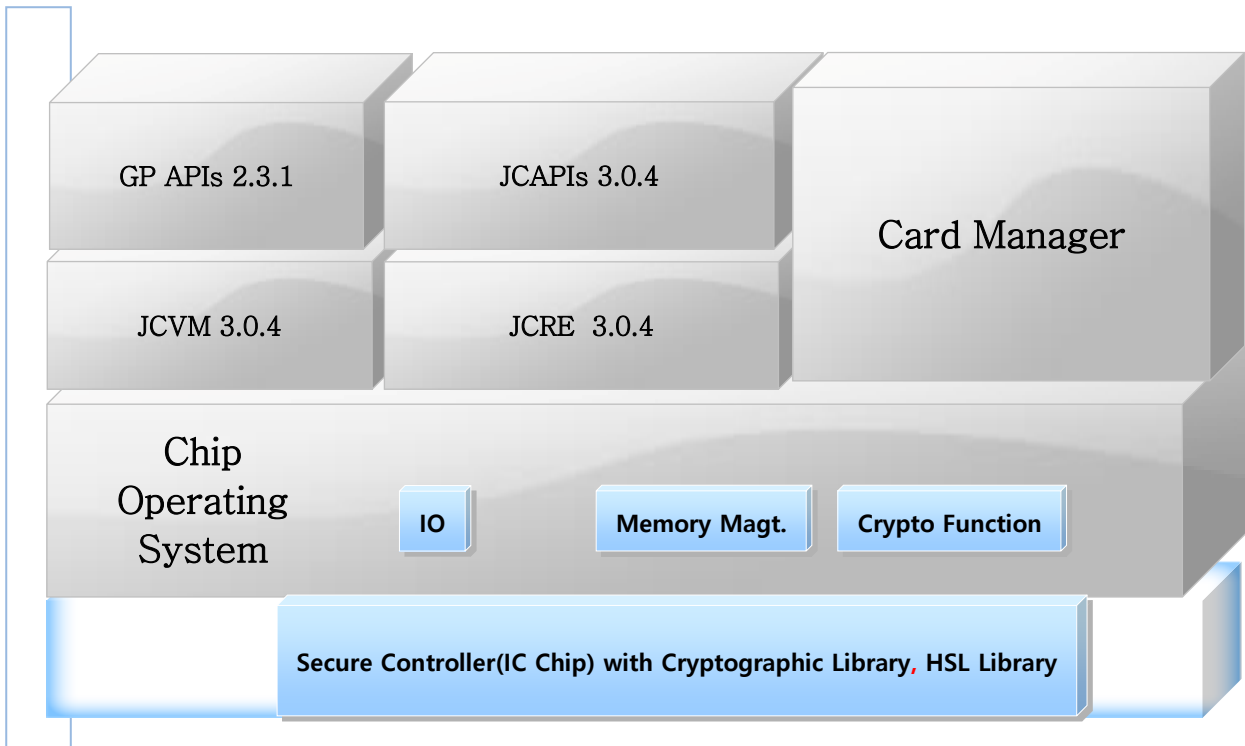 GP APIs 2.3.1
JCAPIs 3.0.4
Card Manager
JCVM 3.0.4
JCRE 3.0.4
Chip
Operating
System
IO
Memory Magt.
Crypto Function
Secure Controller(IC Chip) with Cryptographic Library, HSL Library